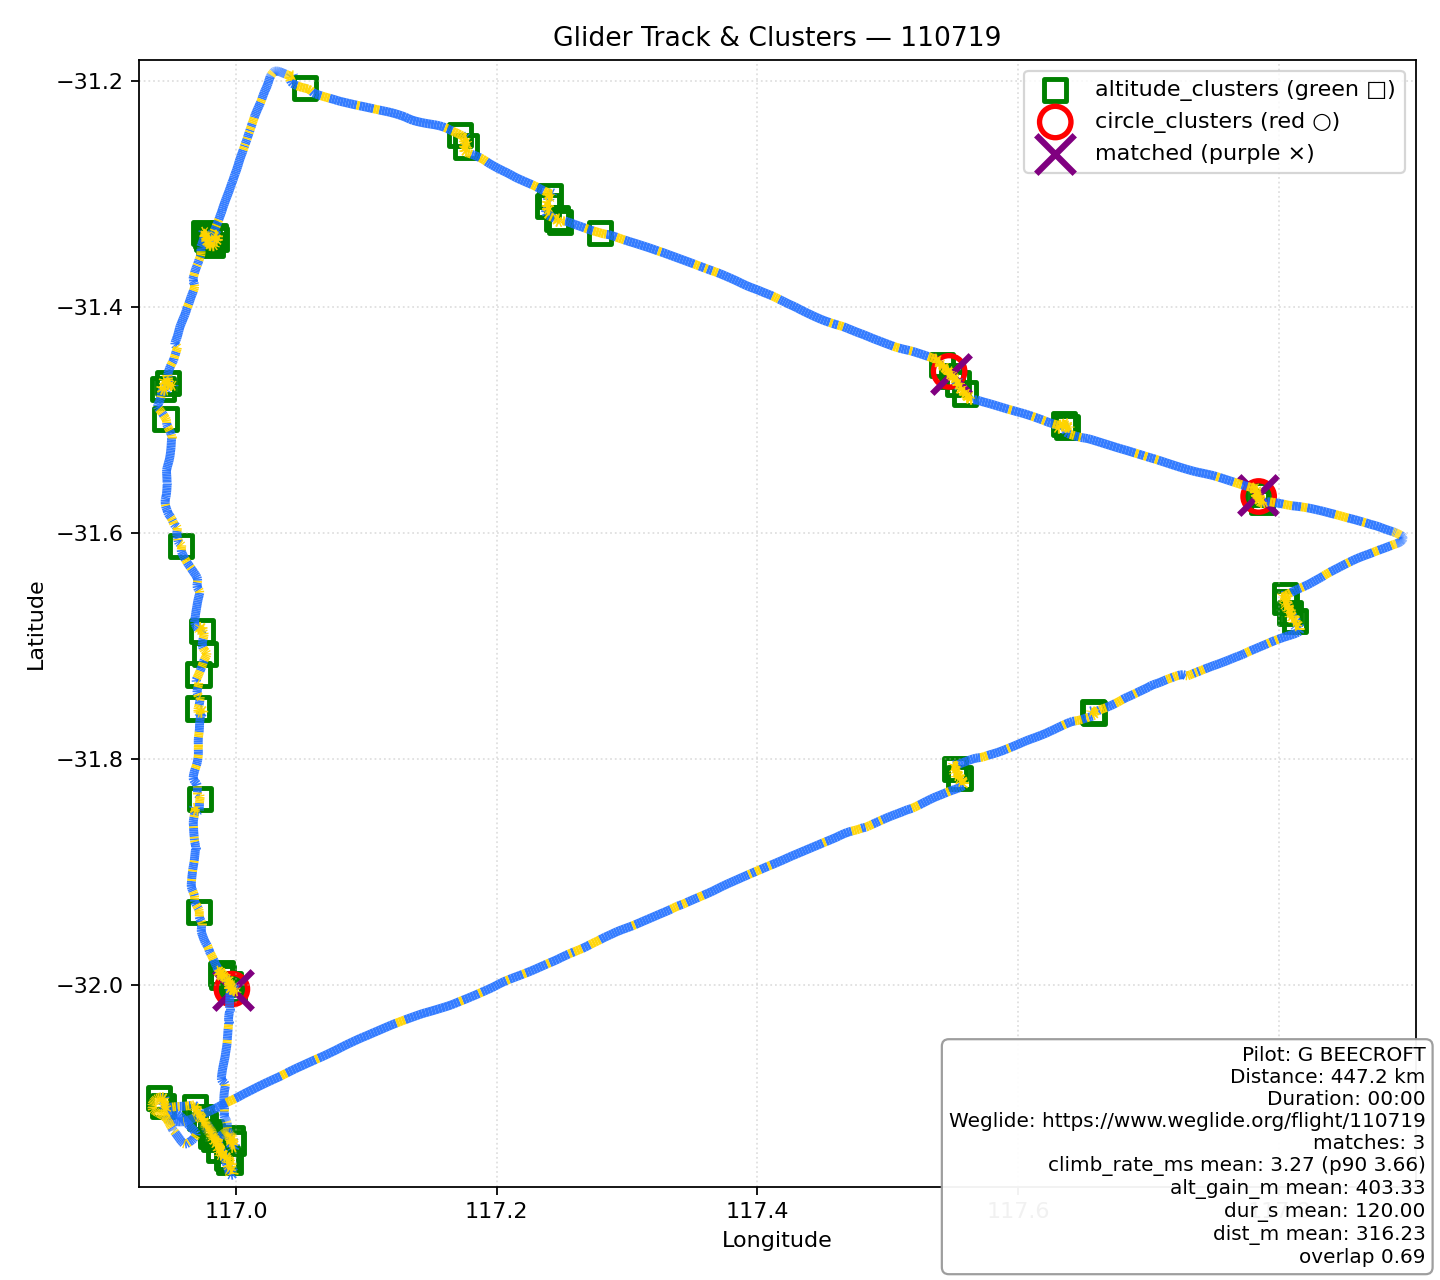 Glider Track & Clusters — 110719
altitude_clusters (green □)
circle_clusters (red ○)
matched (purple ×)
−31.2
−31.4
−31.6
−31.8
−32.0
Latitude
117.0
117.2
117.4
117.6
Longitude
Pilot: G BEECROFT
Distance: 447.2 km
Duration: 00:00
Weglide: https://www.weglide.org/flight/110719
matches: 3
climb_rate_ms mean: 3.27 (p90 3.66)
alt_gain_m mean: 403.33
dur_s mean: 120.00
dist_m mean: 316.23
overlap 0.69